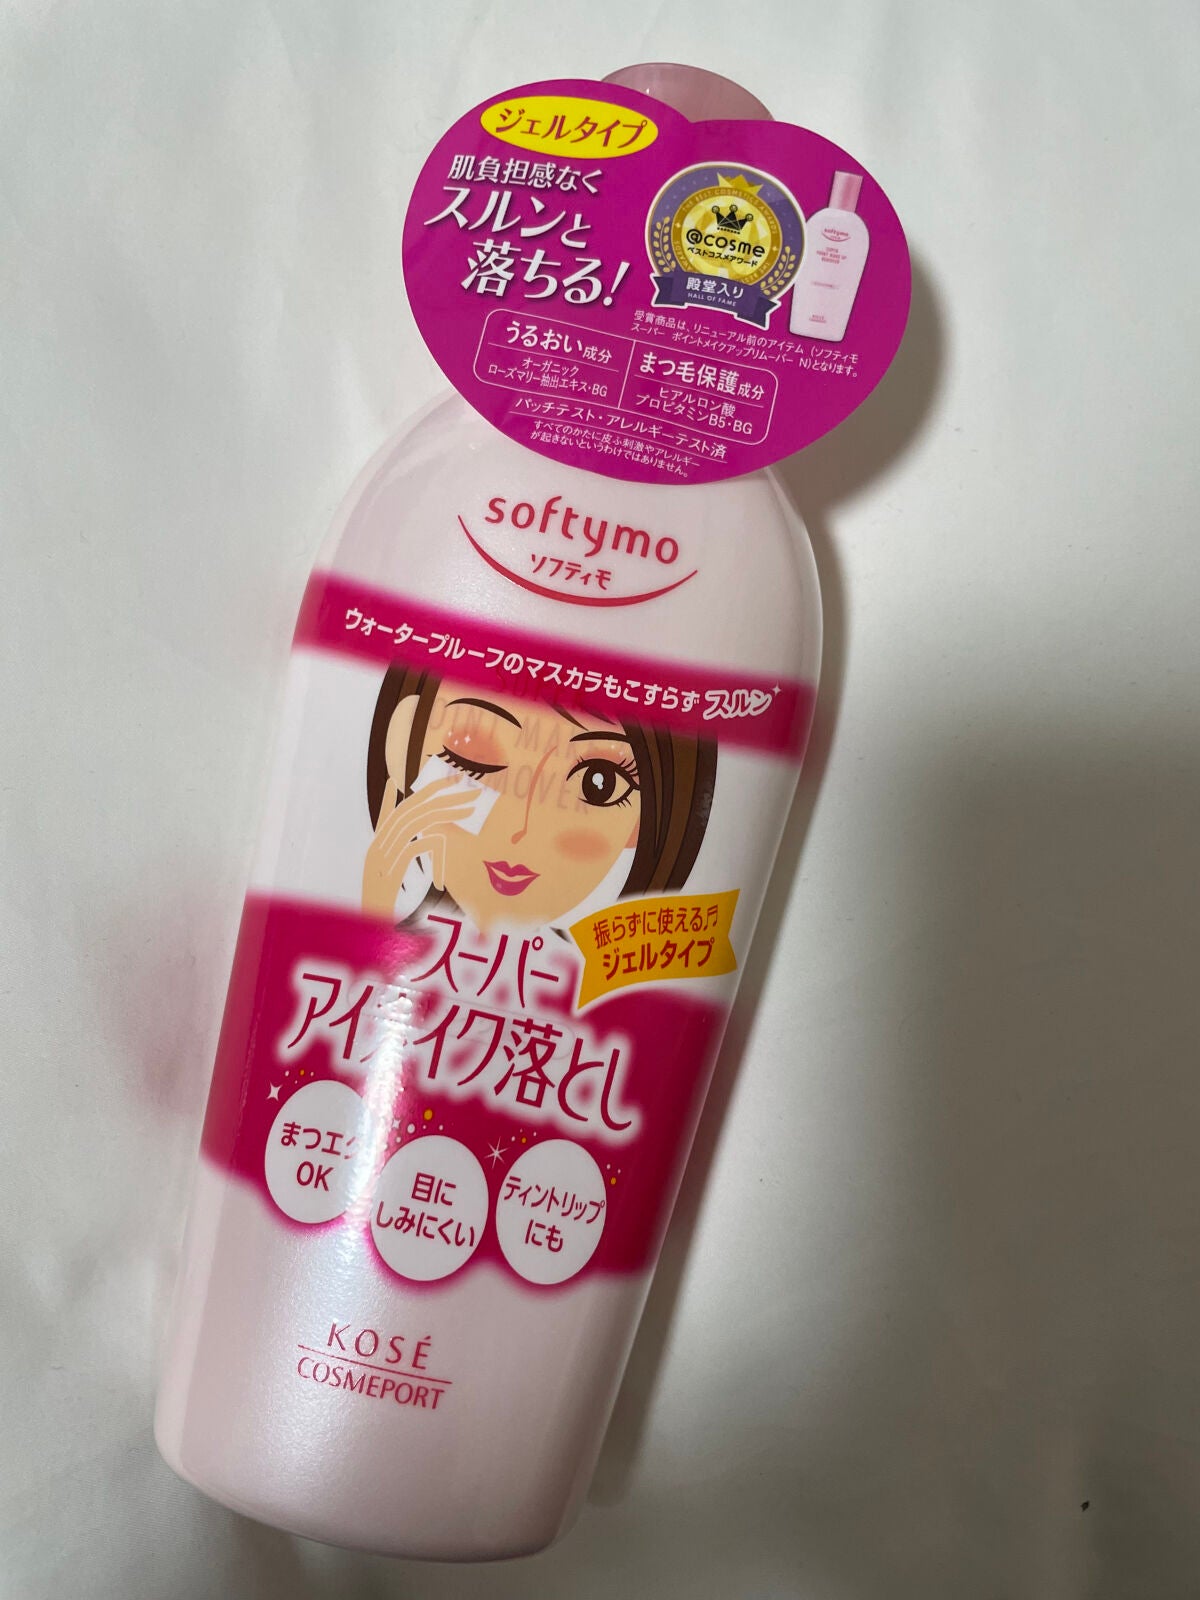 ジェルタイプ
肌負担感なく
スルンと
落ちる!
THE BEST COSMETICS AWARDS
@cosme
ベストコスメアワード
殿堂入り
HALL OF FAME
softymo
受賞商品は、リニューアル前のアイテム(ソフティモ
スーパー ポイントメイクアップリムーバー N)となります。
うるおい成分
オーガニック
ローズマリー抽出エキス・BG
まつ毛保護成分
ヒアルロン酸
プロビタミンB5・BG
パッチテスト・アレルギーテスト済
すべてのかたに皮ふ刺激やアレルギー
が起きないというわけではありません。
softymo
ソフティモ
ウォータープルーフのマスカラもこすらずスルン
SUPER
POINT MAKE UP
REMOVER
振らずに使える♬
ジェルタイプ
スーパー
アイメイク落とし
まつエク
OK
目に
しみにくい
ティントリップ
にも
KOSÉ
COSMEPORT